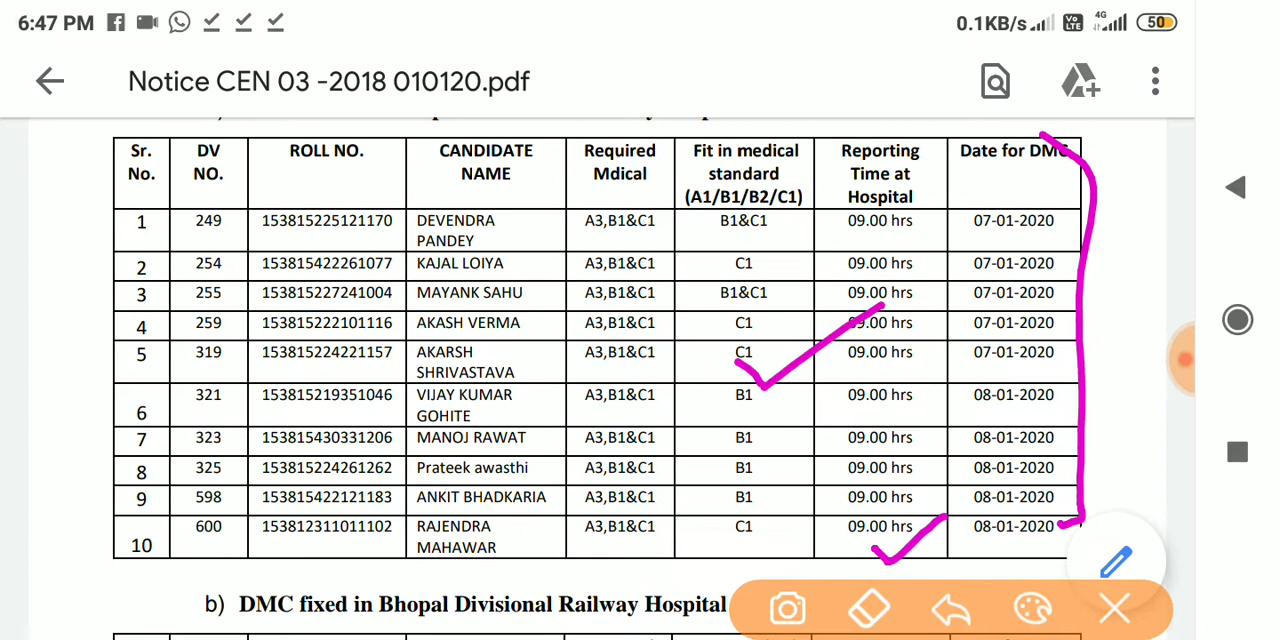 6:47 PM
0.1KB/s Vo LTE 4G 50
Notice CEN 03 -2018 010120.pdf
Sr. No. DV NO. ROLL NO. CANDIDATE NAME Required Mdical Fit in medical standard (A1/B1/B2/C1) Reporting Time at Hospital Date for DMC
1 249 153815225121170 DEVENDRA PANDEY A3,B1&C1 B1&C1 09.00 hrs 07-01-2020
2 254 153815422261077 KAJAL LOIYA A3,B1&C1 C1 09.00 hrs 07-01-2020
3 255 153815227241004 MAYANK SAHU A3,B1&C1 B1&C1 09.00 hrs 07-01-2020
4 259 153815222101116 AKASH VERMA A3,B1&C1 C1 09.00 hrs 07-01-2020
5 319 153815224221157 AKARSH SHRIVASTAVA A3,B1&C1 C1 09.00 hrs 07-01-2020
6 321 153815219351046 VIJAY KUMAR GOHITE A3,B1&C1 B1 09.00 hrs 08-01-2020
7 323 153815430331206 MANOJ RAWAT A3,B1&C1 B1 09.00 hrs 08-01-2020
8 325 153815224261262 Prateek awasthi A3,B1&C1 B1 09.00 hrs 08-01-2020
9 598 153815422121183 ANKIT BHADKARIA A3,B1&C1 B1 09.00 hrs 08-01-2020
10 600 153812311011102 RAJENDRA MAHAWAR A3,B1&C1 C1 09.00 hrs 08-01-2020
b) DMC fixed in Bhopal Divisional Railway Hospital